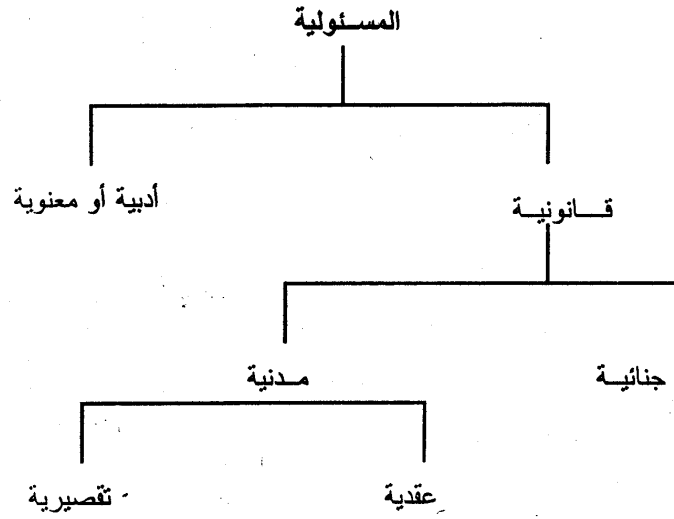 المسئولية
قانونية
أدبية أو معنوية
جنائية
مدنية
عقدية
تقصيرية